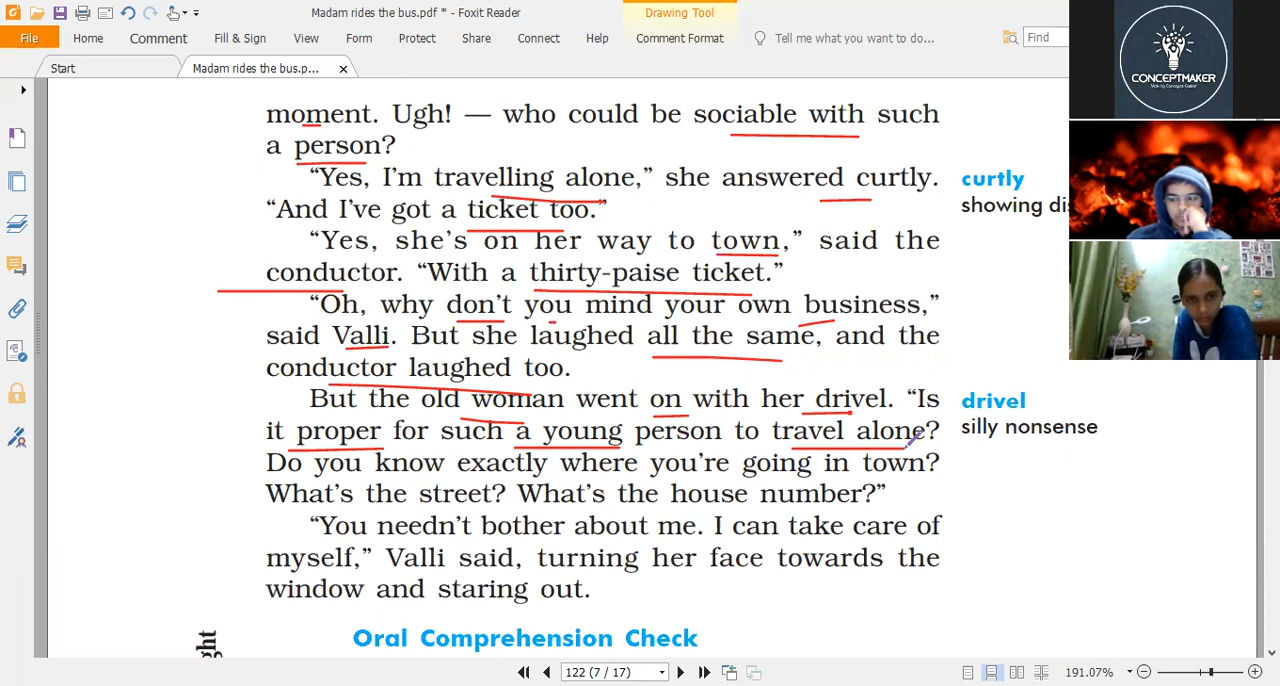 Madam rides the bus.pdf * - Foxit Reader
Drawing Tool
File Home Comment Fill & Sign View Form Protect Share Connect Help Comment Format Tell me what you want to do... Find
Start Madam rides the bus.p...
moment. Ugh! — who could be sociable with such
a person?
“Yes, I'm travelling alone,” she answered curtly.
“And I've got a ticket too.”
“Yes, she's on her way to town,” said the
conductor. “With a thirty-paise ticket.”
“Oh, why don't you mind your own business,”
said Valli. But she laughed all the same, and the
conductor laughed too.
But the old woman went on with her drivel. “Is
it proper for such a young person to travel alone?
Do you know exactly where you're going in town?
What's the street? What's the house number?”
“You needn't bother about me. I can take care of
myself,” Valli said, turning her face towards the
window and staring out.
curtly
showing dis
drivel
silly nonsense
ght
Oral Comprehension Check
CONCEPTMAKER
Making Concepts Easier
122 (7 / 17)
191.07%